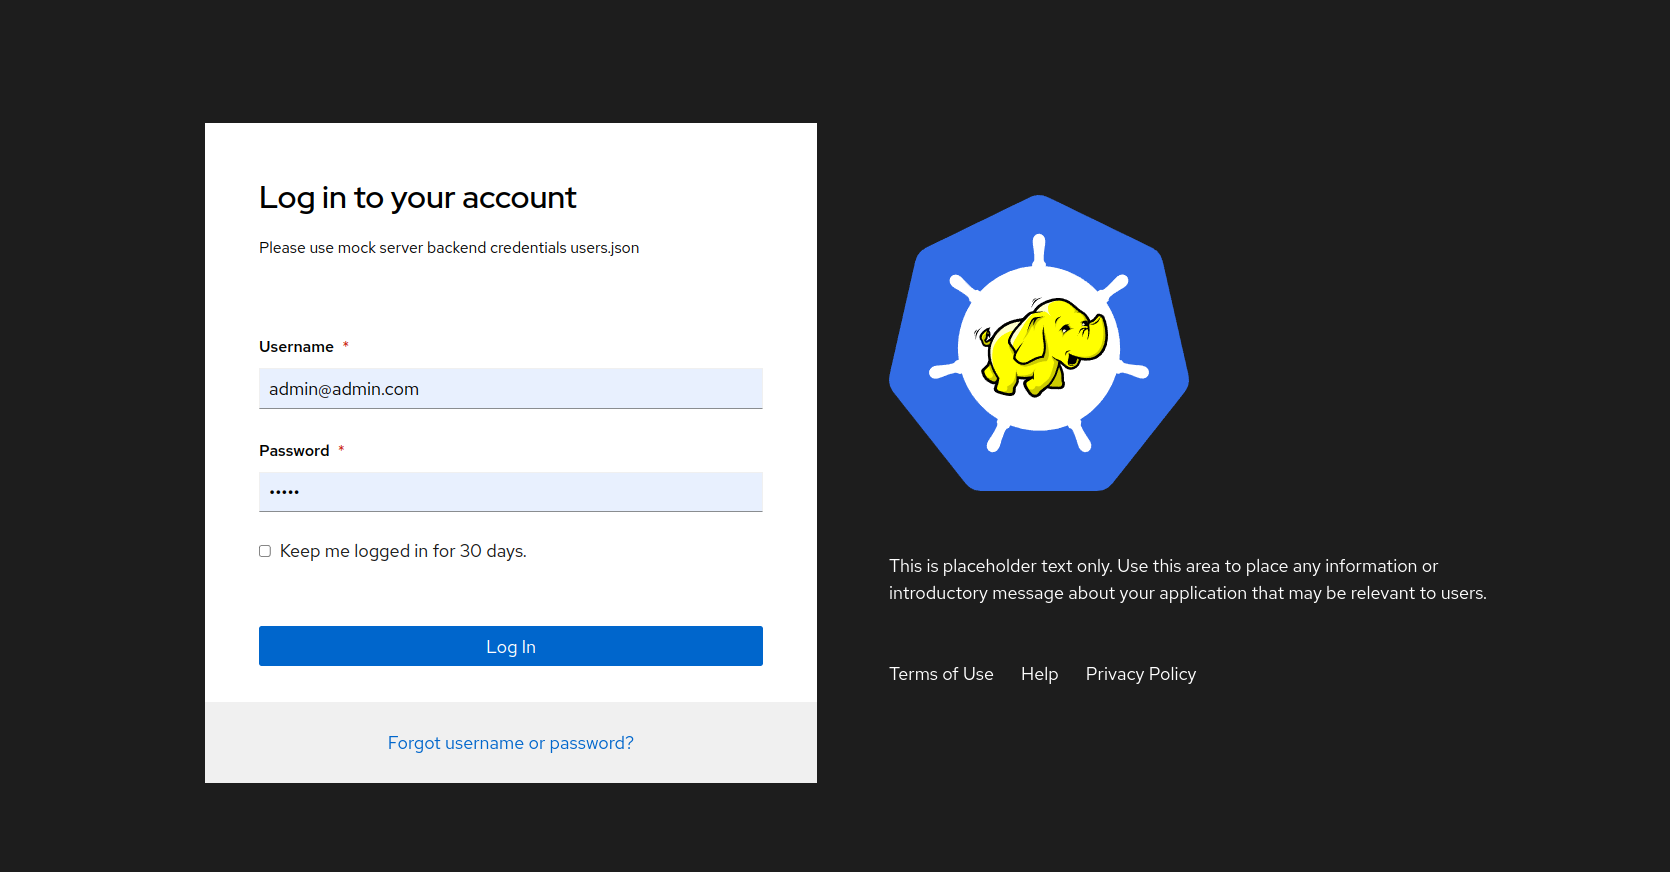 Log in to your account
Please use mock server backend credentials users.json
Username *
admin@admin.com
Password *
•••••
Keep me logged in for 30 days.
Log In
Forgot username or password?
This is placeholder text only. Use this area to place any information or
introductory message about your application that may be relevant to users.
Terms of Use Help Privacy Policy